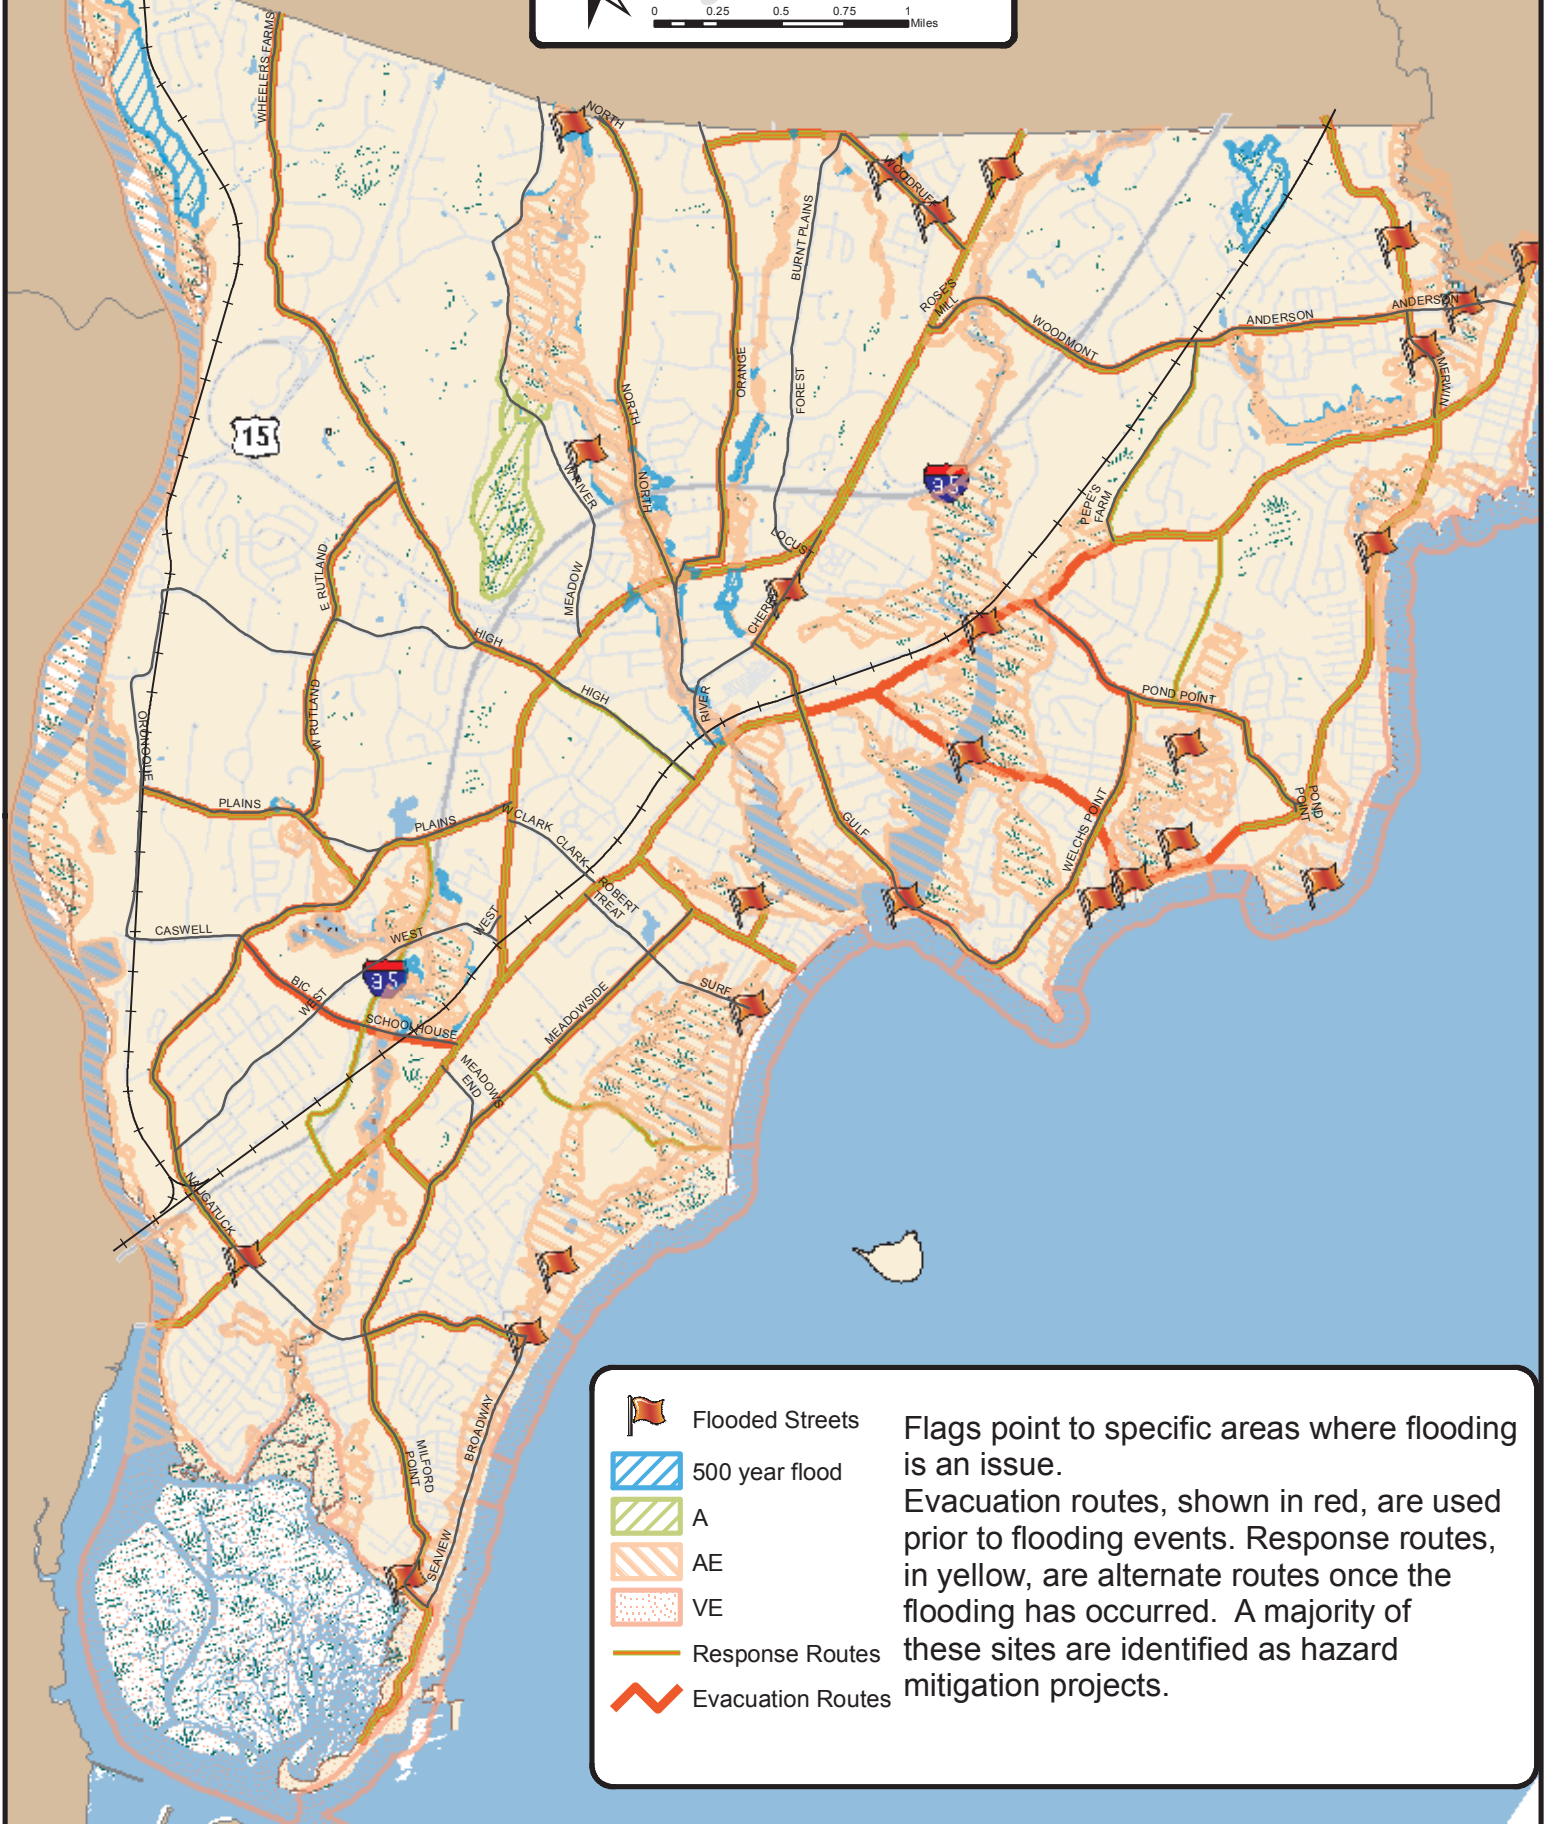 0 0.25 0.5 0.75 1
Miles
WHEELERS FARMS
NORTH
WOODRUFF
BURNT PLAINS
ROSE'S
MILL
WOODMONT
ANDERSON
ANDERSON
MERWIN
ORANGE
FOREST
NORTH
NORTH
15
W RIVER
95
PEPE'S
FARM
LOCUST
E RUTLAND
MEADOW
CHERRY
HIGH
HIGH
RIVER
W RUTLAND
ORONOQUE
POND POINT
PLAINS
PLAINS
W CLARK
CLARK
GULF
WELCHS POINT
POND
POINT
ROBERT
TREAT
CASWELL
WEST
WEST
95
BIC
WEST
SCHOOLHOUSE
SURF
MEADOWSIDE
MEADOWS
END
NAUGATUCK
BROADWAY
MILFORD
POINT
SEAVIEW
Flooded Streets
500 year flood
A
AE
VE
Response Routes
Evacuation Routes
Flags point to specific areas where flooding
is an issue.
Evacuation routes, shown in red, are used
prior to flooding events. Response routes,
in yellow, are alternate routes once the
flooding has occurred. A majority of
these sites are identified as hazard
mitigation projects.